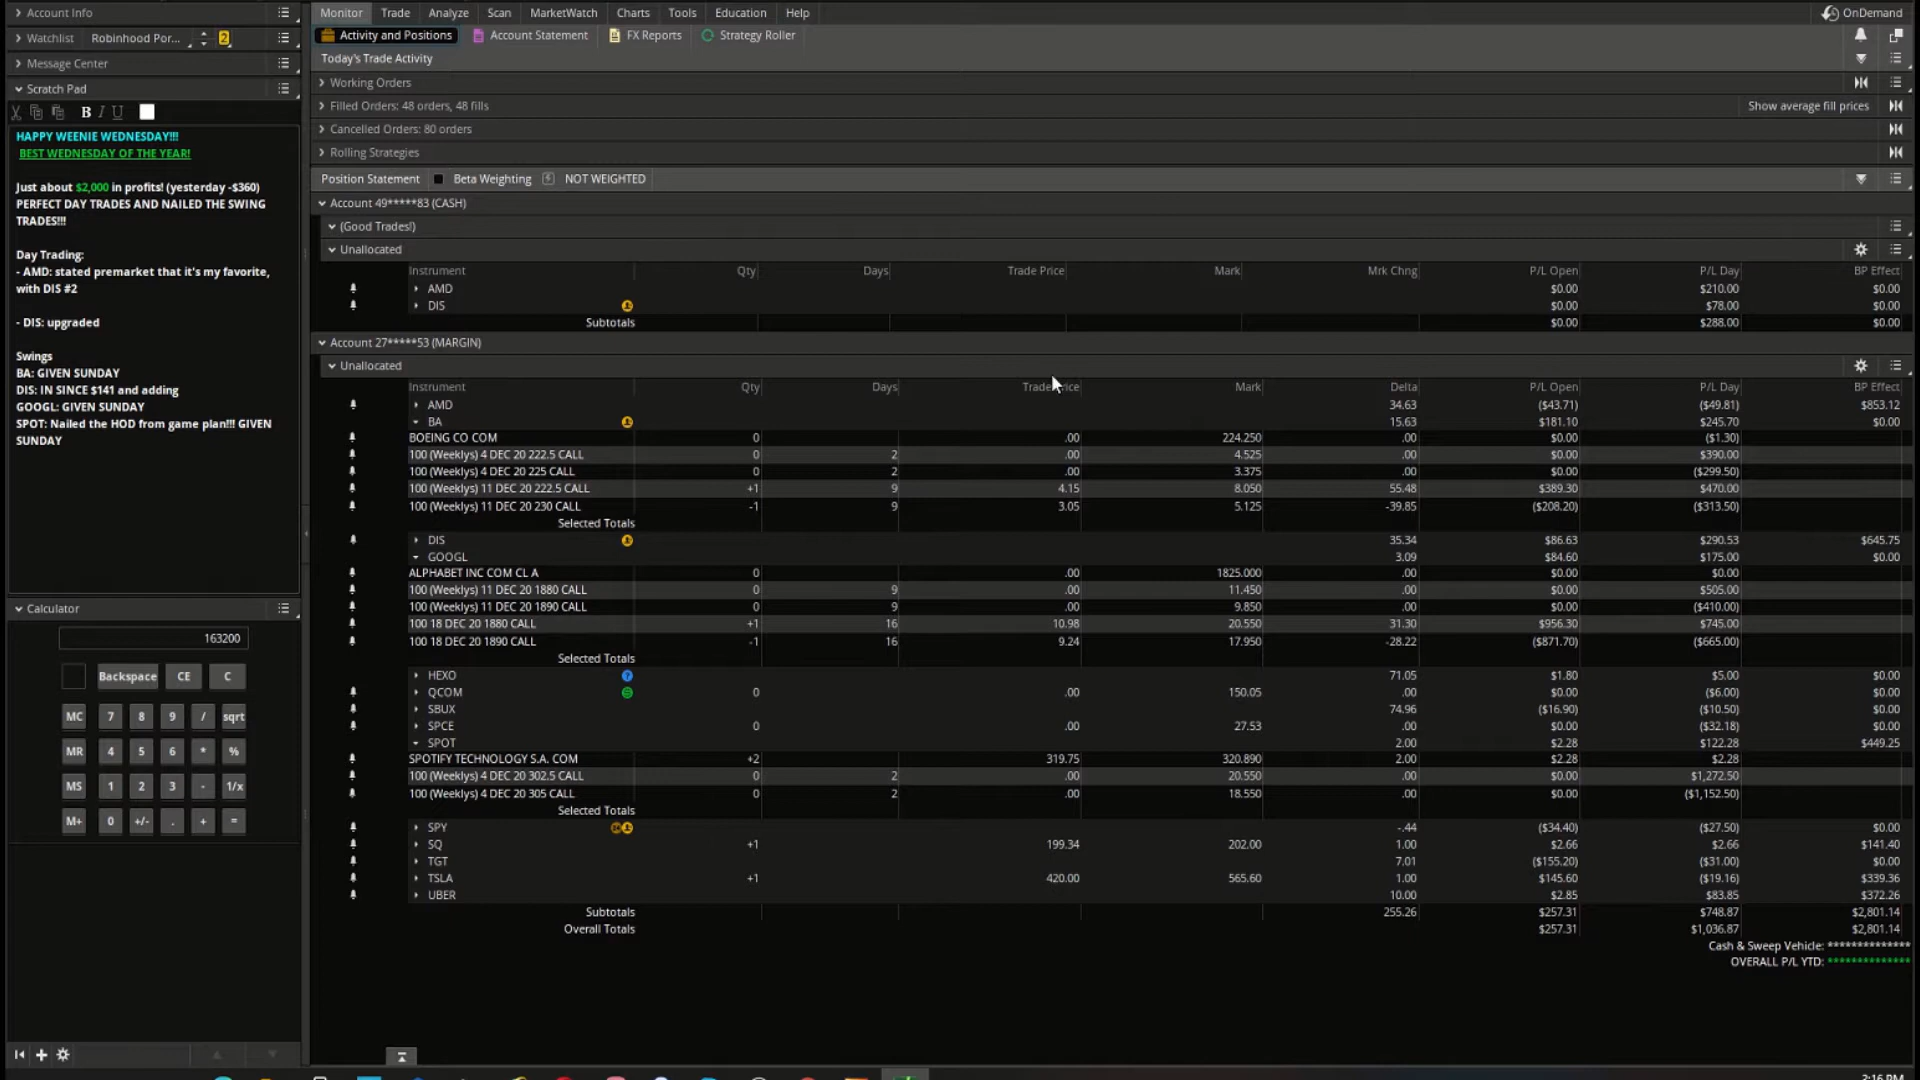 Account Info
Monitor Trade Analyze Scan MarketWatch Charts Tools Education Help OnDemand
Watchlist Robinhood Por... 2
Activity and Positions Account Statement FX Reports Strategy Roller
Message Center
Today's Trade Activity
Scratch Pad
Working Orders
B I U
Filled Orders: 48 orders, 48 fills Show average fill prices
Cancelled Orders: 80 orders
Rolling Strategies
HAPPY WEENIE WEDNESDAY!!!
BEST WEDNESDAY OF THE YEAR!
Just about $2,000 in profits! (yesterday -$360)
PERFECT DAY TRADES AND NAILED THE SWING
TRADES!!!
Day Trading:
- AMD: stated premarket that it's my favorite,
with DIS #2
- DIS: upgraded
Swings
BA: GIVEN SUNDAY
DIS: IN SINCE $141 and adding
GOOGL: GIVEN SUNDAY
SPOT: Nailed the HOD from game plan!!! GIVEN
SUNDAY
Calculator
163200
Backspace CE C
MC 7 8 9 / sqrt
MR 4 5 6 * %
MS 1 2 3 - 1/x
M+ 0 +/- . + =
Position Statement Beta Weighting NOT WEIGHTED
Account 49*****83 (CASH)
(Good Trades!)
Unallocated
Instrument Qty Days Trade Price Mark Mrk Chng P/L Open P/L Day BP Effect
AMD $0.00 $210.00 $0.00
DIS $0.00 $78.00 $0.00
Subtotals $0.00 $288.00 $0.00
Account 27*****53 (MARGIN)
Unallocated
Instrument Qty Days Trade Price Mark Delta P/L Open P/L Day BP Effect
AMD 34.63 ($43.71) ($49.81) $853.12
BA 15.63 $181.10 $245.70 $0.00
BOEING CO COM 0 .00 224.250 .00 $0.00 ($1.30)
100 (Weeklys) 4 DEC 20 222.5 CALL 0 2 .00 4.525 .00 $0.00 $390.00
100 (Weeklys) 4 DEC 20 225 CALL 0 2 .00 3.375 .00 $0.00 ($299.50)
100 (Weeklys) 11 DEC 20 222.5 CALL +1 9 4.15 8.050 55.48 $389.30 $470.00
100 (Weeklys) 11 DEC 20 230 CALL -1 9 3.05 5.125 -39.85 ($208.20) ($313.50)
Selected Totals
DIS 35.34 $86.63 $290.53 $645.75
GOOGL 3.09 $84.60 $175.00 $0.00
ALPHABET INC COM CL A 0 .00 1825.000 .00 $0.00 $0.00
100 (Weeklys) 11 DEC 20 1880 CALL 0 9 .00 11.450 .00 $0.00 $505.00
100 (Weeklys) 11 DEC 20 1890 CALL 0 9 .00 9.850 .00 $0.00 ($410.00)
100 18 DEC 20 1880 CALL +1 16 10.98 20.550 31.30 $956.30 $745.00
100 18 DEC 20 1890 CALL -1 16 9.24 17.950 -28.22 ($871.70) ($665.00)
Selected Totals
HEXO 71.05 $1.80 $5.00 $0.00
QCOM 0 .00 150.05 .00 $0.00 ($6.00) $0.00
SBUX 74.96 ($16.90) ($10.50) $0.00
SPCE 0 .00 27.53 .00 $0.00 ($32.18) $0.00
SPOT 2.00 $2.28 $122.28 $449.25
SPOTIFY TECHNOLOGY S.A. COM +2 319.75 320.890 2.00 $2.28 $2.28
100 (Weeklys) 4 DEC 20 302.5 CALL 0 2 .00 20.550 .00 $0.00 $1,272.50
100 (Weeklys) 4 DEC 20 305 CALL 0 2 .00 18.550 .00 $0.00 ($1,152.50)
Selected Totals
SPY -.44 ($34.40) ($27.50) $0.00
SQ +1 199.34 202.00 1.00 $2.66 $2.66 $141.40
TGT 7.01 ($155.20) ($31.00) $0.00
TSLA +1 420.00 565.60 1.00 $145.60 ($19.16) $339.36
UBER 10.00 $2.85 $83.85 $372.26
Subtotals 255.26 $257.31 $748.87 $2,801.14
Overall Totals $257.31 $1,036.87 $2,801.14
Cash & Sweep Vehicle: **************
OVERALL P/L YTD: **************
2:16 PM